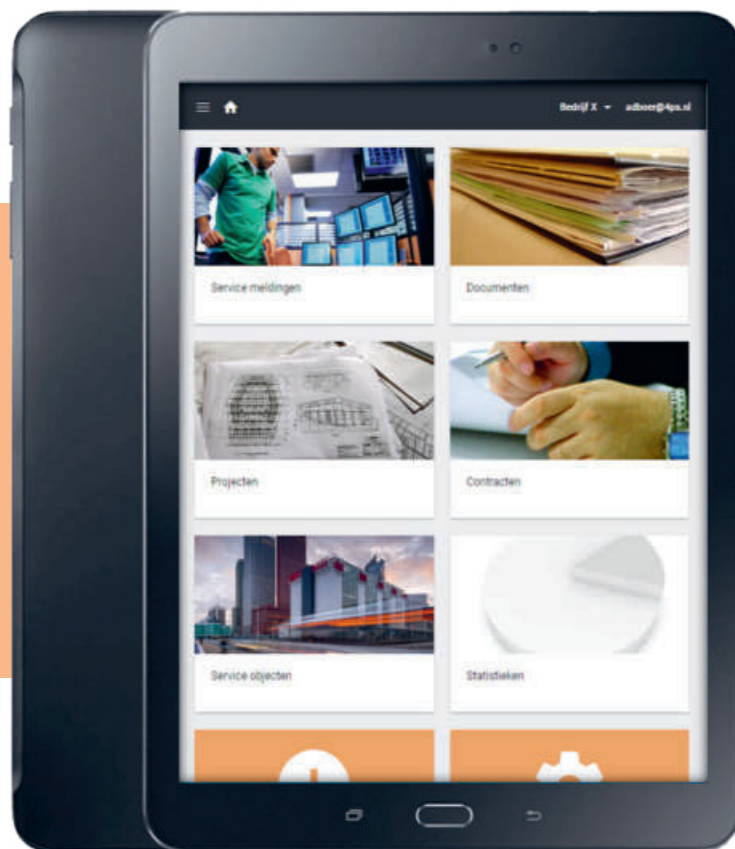 Bedrijf X adboer@4ps.nl
Service meldingen
Documenten
Projecten
Contracten
Service objecten
Statistieken